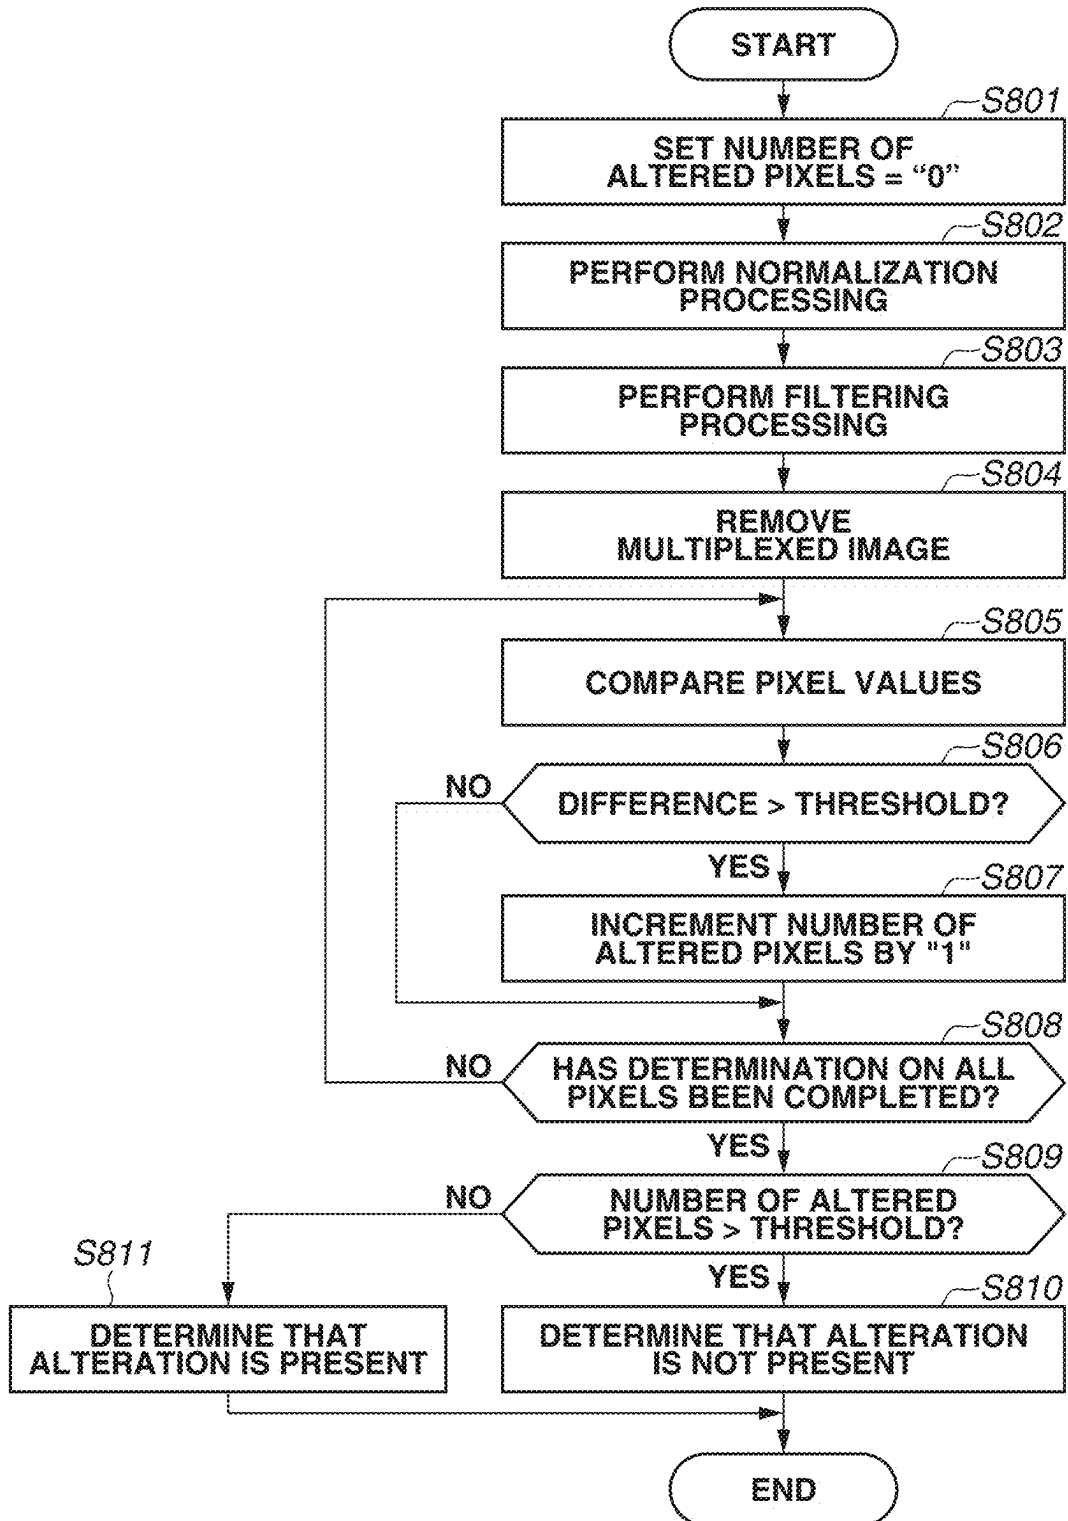 START
S801
SET NUMBER OF
ALTERED PIXELS = “0”
S802
PERFORM NORMALIZATION
PROCESSING
S803
PERFORM FILTERING
PROCESSING
S804
REMOVE
MULTIPLEXED IMAGE
S805
COMPARE PIXEL VALUES
S806
NO
DIFFERENCE > THRESHOLD?
YES
S807
INCREMENT NUMBER OF
ALTERED PIXELS BY "1"
S808
NO
HAS DETERMINATION ON ALL
PIXELS BEEN COMPLETED?
YES
S809
NO
NUMBER OF ALTERED
PIXELS > THRESHOLD?
YES
S811
DETERMINE THAT
ALTERATION IS PRESENT
S810
DETERMINE THAT ALTERATION
IS NOT PRESENT
END